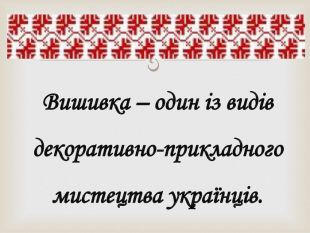 Вишивка – один із видів
декоративно-прикладного
мистецтва українців.